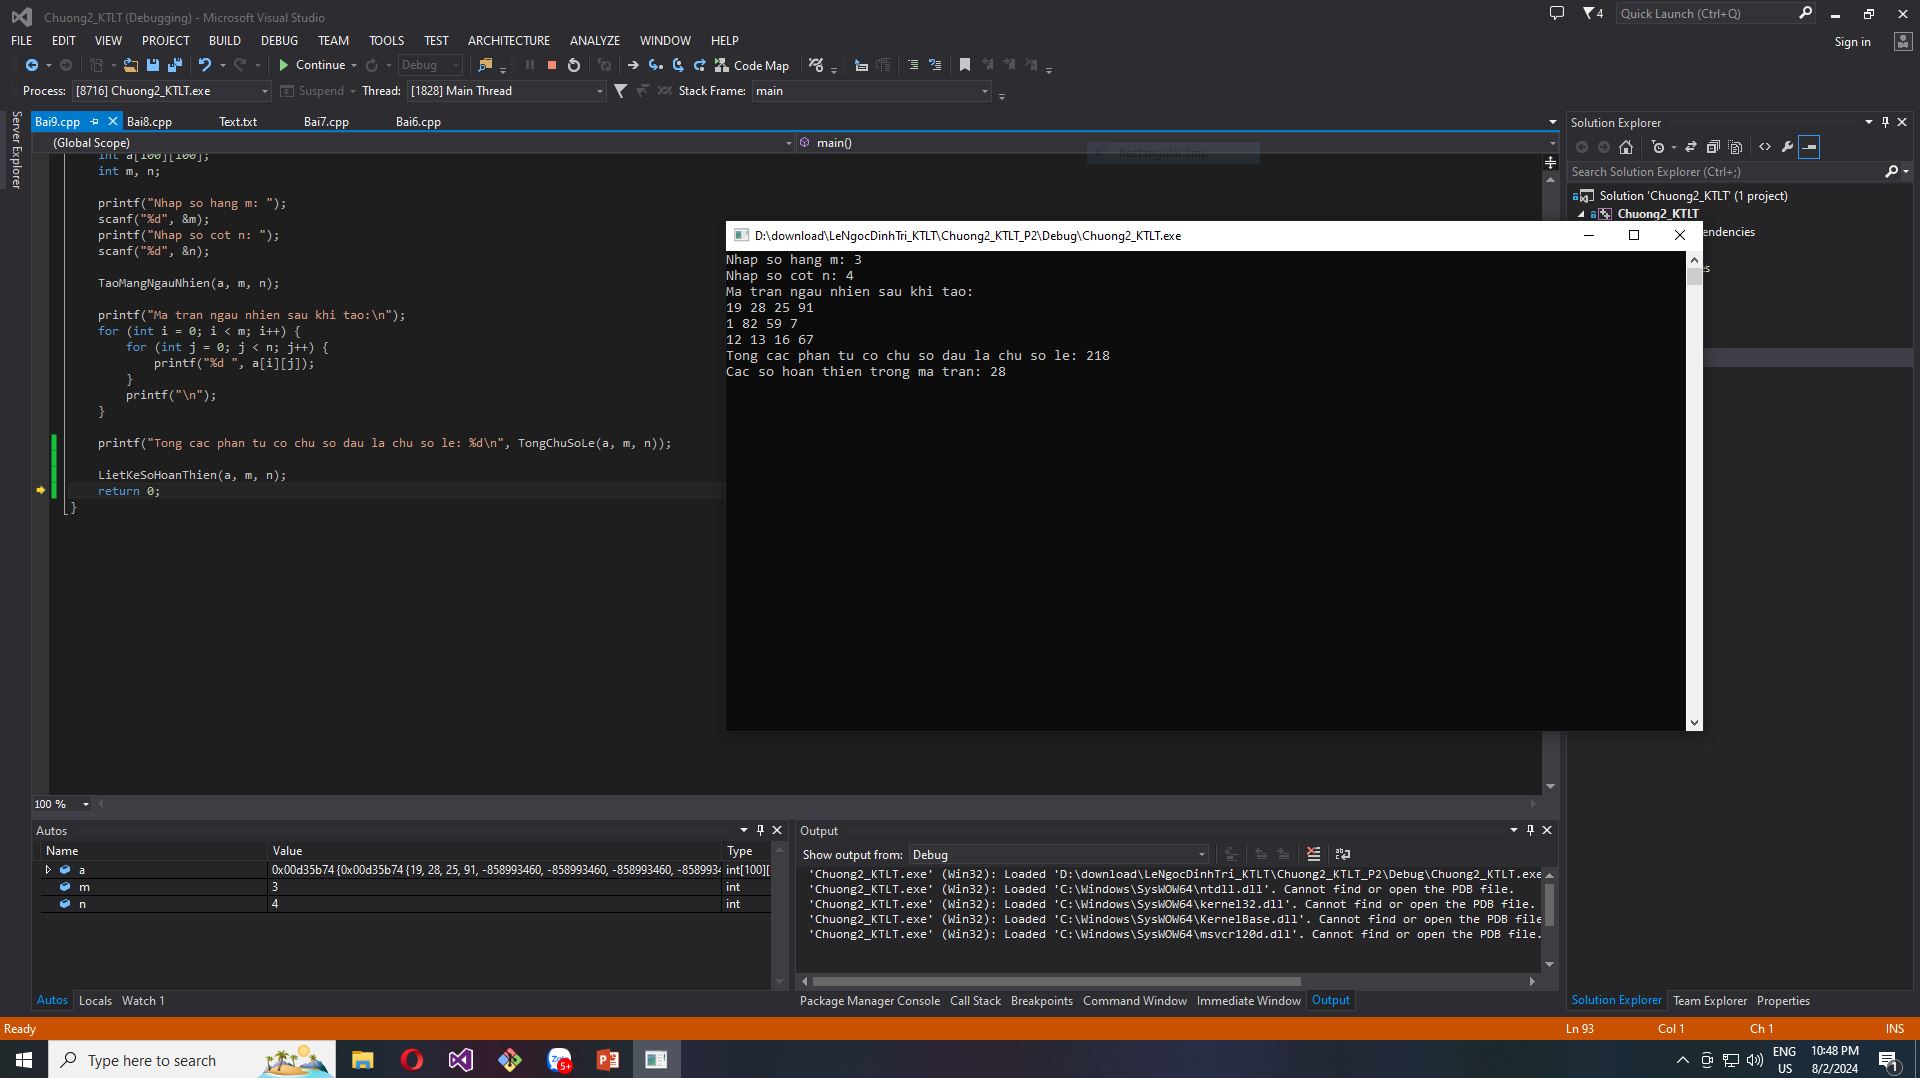 Chuong2_KTLT (Debugging) - Microsoft Visual Studio
4
Quick Launch (Ctrl+Q)
FILE EDIT VIEW PROJECT BUILD DEBUG TEAM TOOLS TEST ARCHITECTURE ANALYZE WINDOW HELP
Sign in
Continue Debug Code Map
Process: [8716] Chuong2_KTLT.exe Suspend Thread: [1828] Main Thread Stack Frame: main
Server Explorer
Bai9.cpp Bai8.cpp Text.txt Bai7.cpp Bai6.cpp
(Global Scope) main()
Rectangular Snip
int a[100][100];
int m, n;
printf("Nhap so hang m: ");
scanf("%d", &m);
printf("Nhap so cot n: ");
scanf("%d", &n);
TaoMangNgauNhien(a, m, n);
printf("Ma tran ngau nhien sau khi tao:\n");
for (int i = 0; i < m; i++) {
for (int j = 0; j < n; j++) {
printf("%d ", a[i][j]);
}
printf("\n");
}
printf("Tong cac phan tu co chu so dau la chu so le: %d\n", TongChuSoLe(a, m, n));
LietKeSoHoanThien(a, m, n);
return 0;
}
D:\download\LeNgocDinhTri_KTLT\Chuong2_KTLT_P2\Debug\Chuong2_KTLT.exe
Nhap so hang m: 3
Nhap so cot n: 4
Ma tran ngau nhien sau khi tao:
19 28 25 91
1 82 59 7
12 13 16 67
Tong cac phan tu co chu so dau la chu so le: 218
Cac so hoan thien trong ma tran: 28
Solution Explorer
Search Solution Explorer (Ctrl+;)
Solution 'Chuong2_KTLT' (1 project)
Chuong2_KTLT
endencies
s
100 %
Autos
Name Value Type
a 0x00d35b74 {0x00d35b74 {19, 28, 25, 91, -858993460, -858993460, -858993460, -8589934 int[100][
m 3 int
n 4 int
Autos Locals Watch 1
Output
Show output from: Debug
'Chuong2_KTLT.exe' (Win32): Loaded 'D:\download\LeNgocDinhTri_KTLT\Chuong2_KTLT_P2\Debug\Chuong2_KTLT.exe
'Chuong2_KTLT.exe' (Win32): Loaded 'C:\Windows\SysWOW64\ntdll.dll'. Cannot find or open the PDB file.
'Chuong2_KTLT.exe' (Win32): Loaded 'C:\Windows\SysWOW64\kernel32.dll'. Cannot find or open the PDB file.
'Chuong2_KTLT.exe' (Win32): Loaded 'C:\Windows\SysWOW64\KernelBase.dll'. Cannot find or open the PDB file.
'Chuong2_KTLT.exe' (Win32): Loaded 'C:\Windows\SysWOW64\msvcr120d.dll'. Cannot find or open the PDB file.
Package Manager Console Call Stack Breakpoints Command Window Immediate Window Output
Solution Explorer Team Explorer Properties
Ready
Ln 93 Col 1 Ch 1 INS
Type here to search
5+
ENG
US
10:48 PM
8/2/2024
1